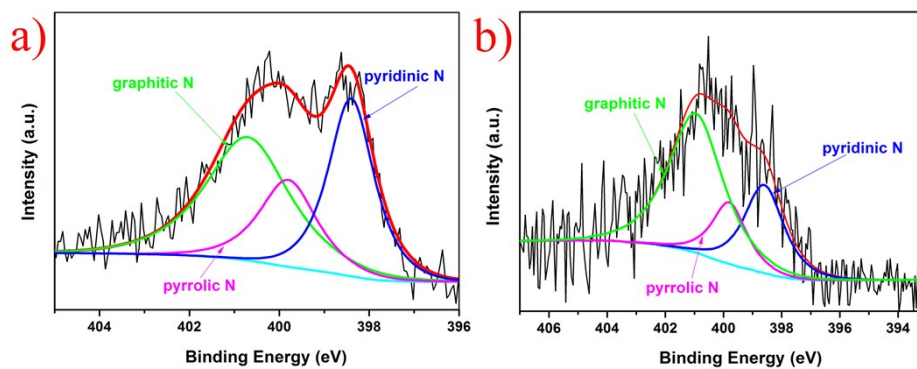 a)
graphitic N
pyridinic N
pyrrolic N
Intensity (a.u.)
404 402 400 398 396
Binding Energy (eV)
b)
graphitic N
pyridinic N
pyrrolic N
Intensity (a.u.)
406 404 402 400 398 396 394
Binding Energy (eV)